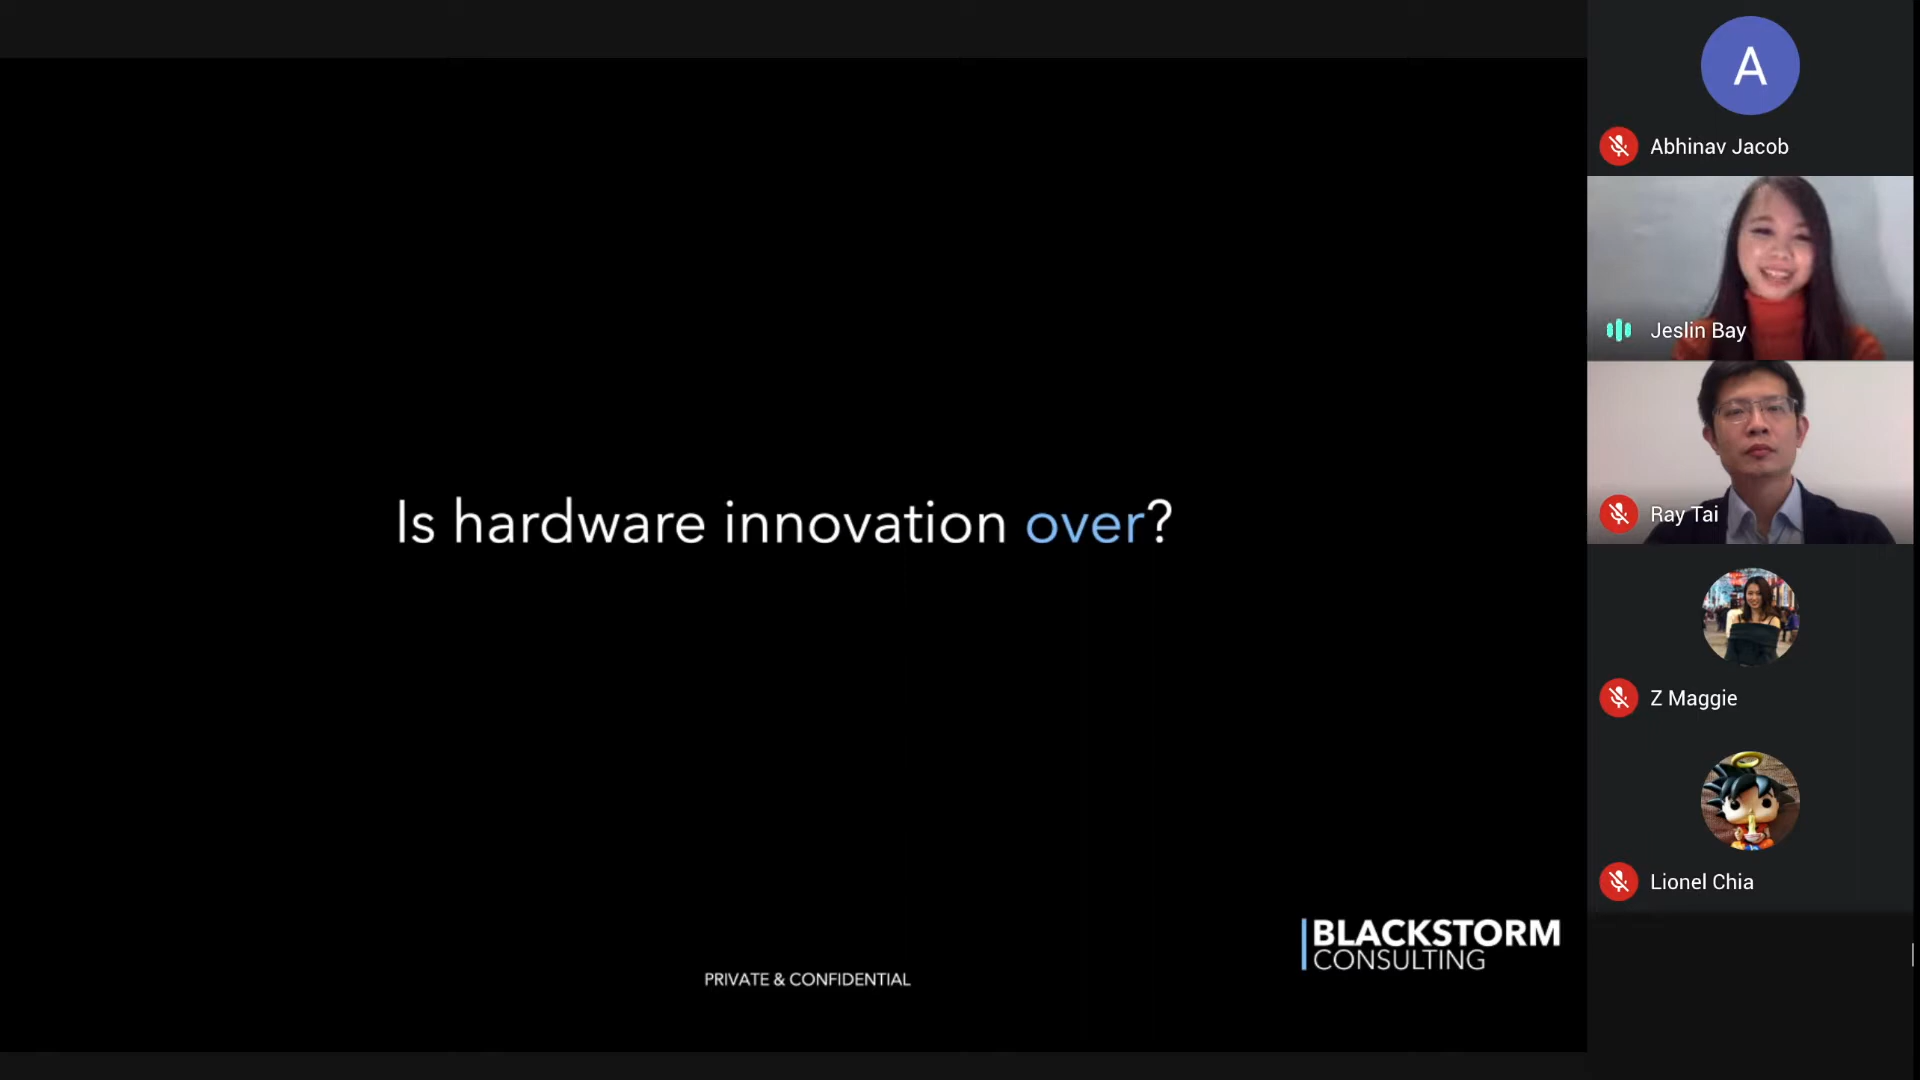 Is hardware innovation over?
PRIVATE & CONFIDENTIAL
BLACKSTORM
CONSULTING
A
Abhinav Jacob
Jeslin Bay
Ray Tai
Z Maggie
Lionel Chia